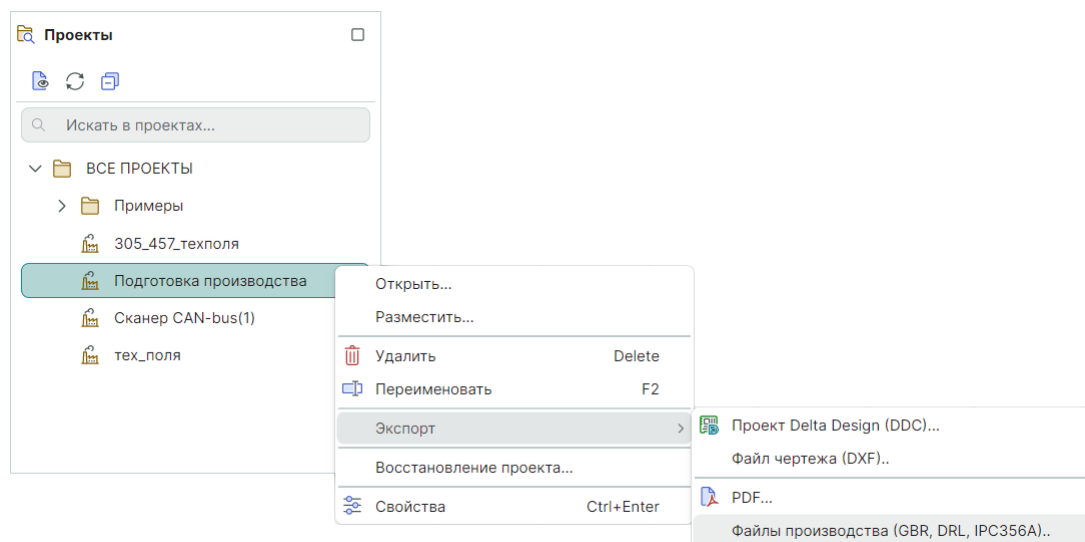 Проекты
Искать в проектах...
ВСЕ ПРОЕКТЫ
Примеры
305_457_техполя
Подготовка производства
Сканер CAN-bus(1)
тех_поля
Открыть...
Разместить...
Удалить Delete
Переименовать F2
Экспорт
Восстановление проекта...
Свойства Ctrl+Enter
Проект Delta Design (DDC)...
Файл чертежа (DXF)..
PDF...
Файлы производства (GBR, DRL, IPC356A)..